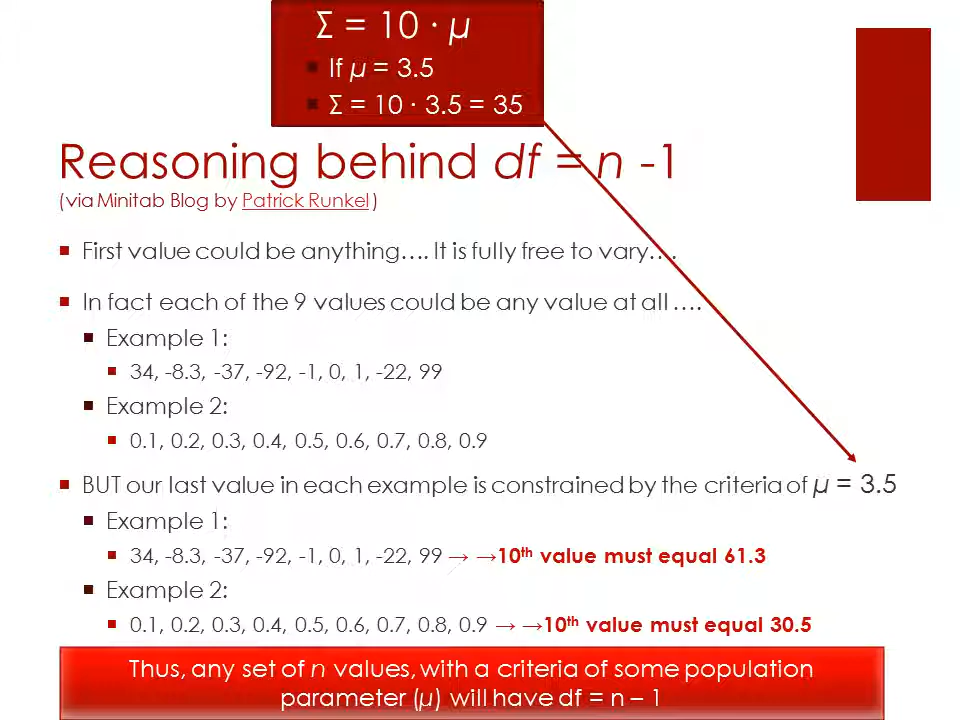 Σ = 10 · µ
If µ = 3.5
Σ = 10 · 3.5 = 35
Reasoning behind df = n -1
(via Minitab Blog by Patrick Runkel)
First value could be anything…. It is fully free to vary….
In fact each of the 9 values could be any value at all ….
Example 1:
34, -8.3, -37, -92, -1, 0, 1, -22, 99
Example 2:
0.1, 0.2, 0.3, 0.4, 0.5, 0.6, 0.7, 0.8, 0.9
BUT our last value in each example is constrained by the criteria of µ = 3.5
Example 1:
34, -8.3, -37, -92, -1, 0, 1, -22, 99 → →10th value must equal 61.3
Example 2:
0.1, 0.2, 0.3, 0.4, 0.5, 0.6, 0.7, 0.8, 0.9 → →10th value must equal 30.5
Thus, any set of n values, with a criteria of some population
parameter (µ) will have df = n – 1